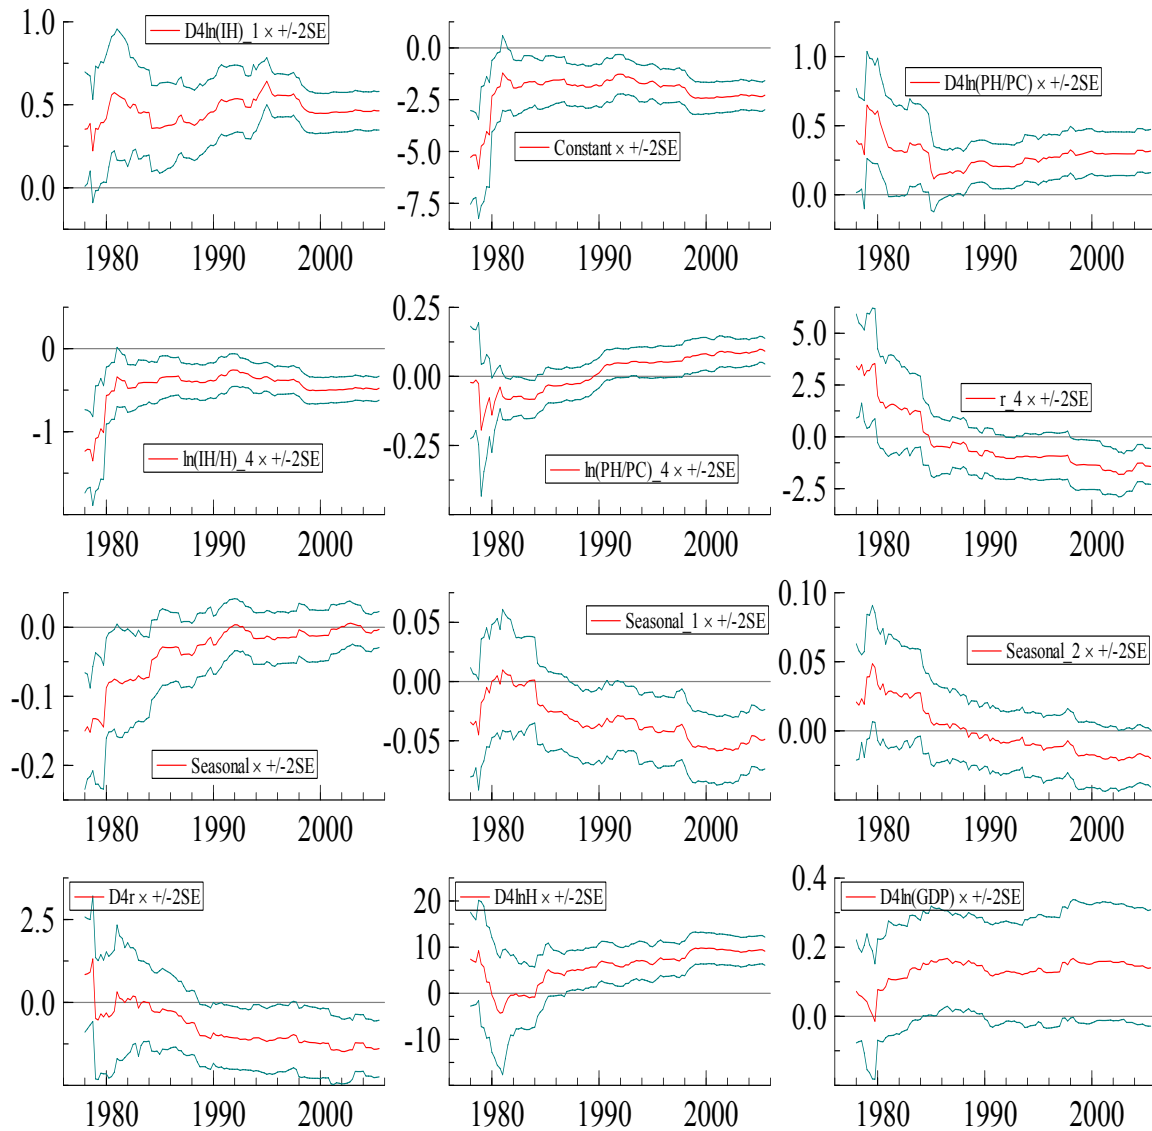 1.0
D4ln(IH)_1 × +/-2SE
0.5
0.0
1980 1990 2000
0.0
-2.5
Constant × +/-2SE
-5.0
-7.5
1980 1990 2000
1.0
D4ln(PH/PC) × +/-2SE
0.5
0.0
1980 1990 2000
0
-1
ln(IH/H)_4 × +/-2SE
1980 1990 2000
0.25
0.00
-0.25
ln(PH/PC)_4 × +/-2SE
1980 1990 2000
5.0
2.5
r_4 × +/-2SE
0.0
-2.5
1980 1990 2000
0.0
-0.1
-0.2
Seasonal × +/-2SE
1980 1990 2000
0.05
Seasonal_1 × +/-2SE
0.00
-0.05
1980 1990 2000
0.10
0.05
Seasonal_2 × +/-2SE
0.00
1980 1990 2000
D4r × +/-2SE
2.5
0.0
1980 1990 2000
20
D4lnH × +/-2SE
10
0
-10
1980 1990 2000
0.4
D4ln(GDP) × +/-2SE
0.2
0.0
1980 1990 2000